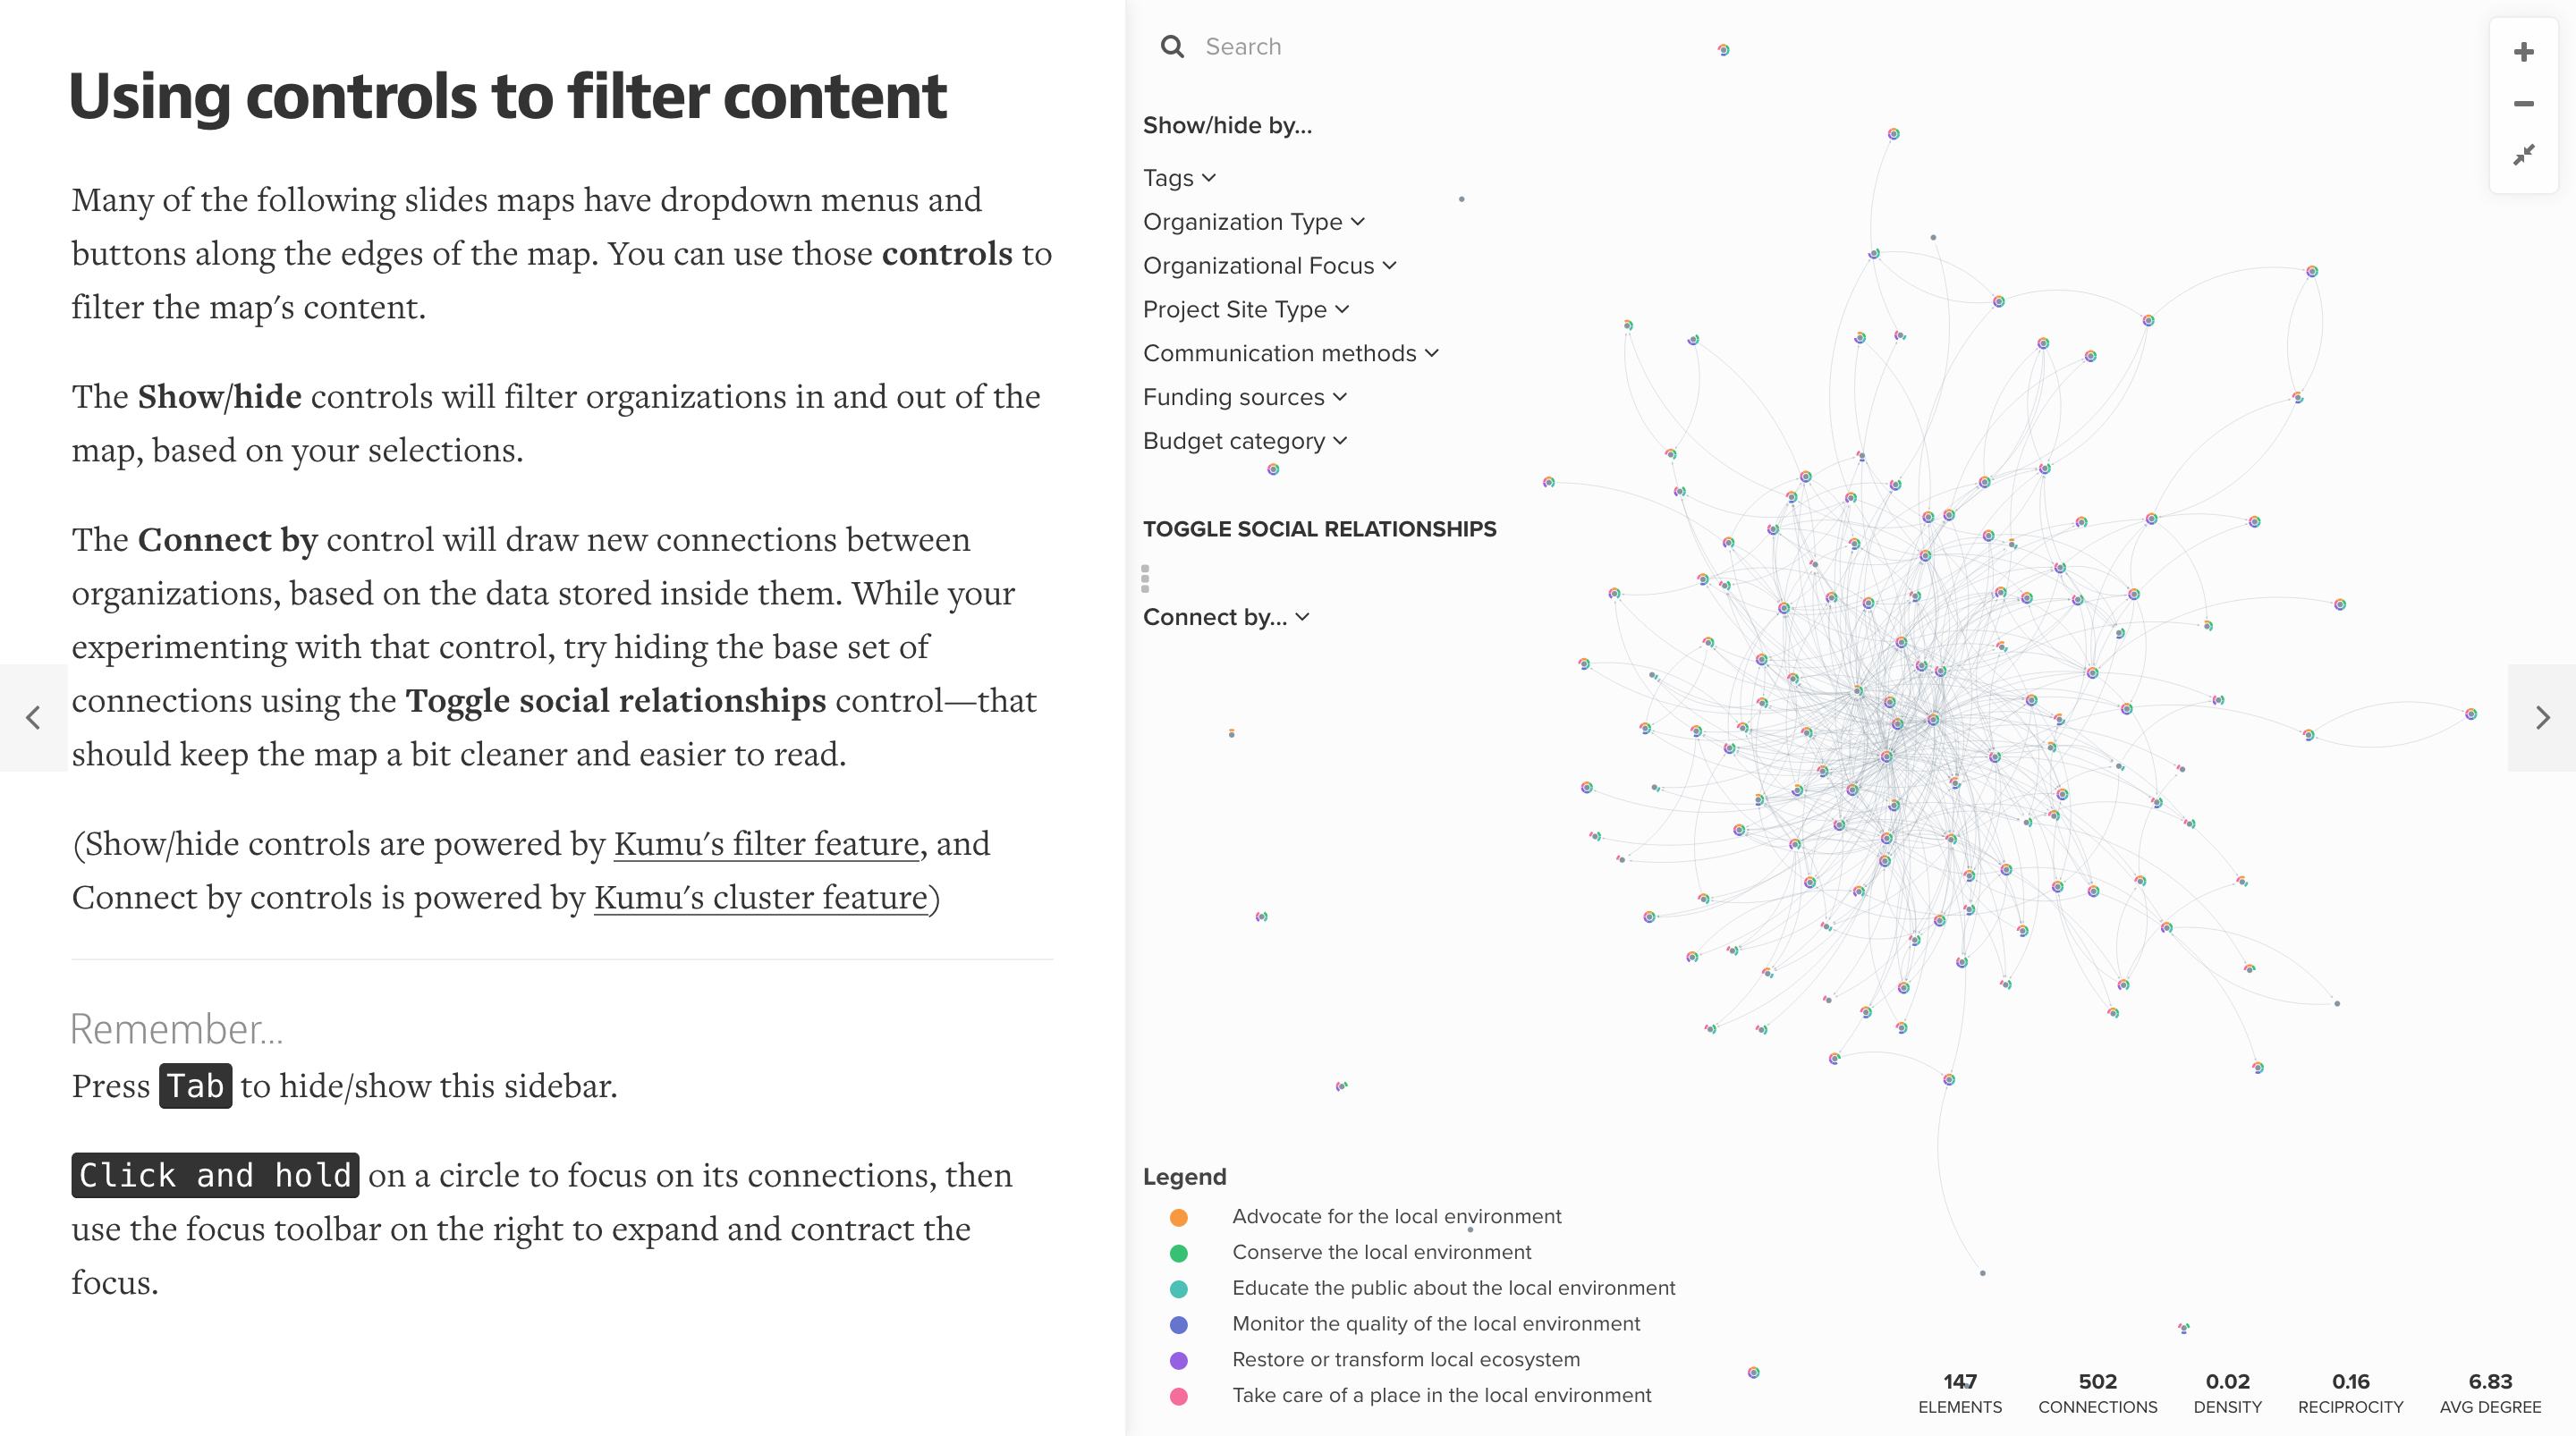 Using controls to filter content
Many of the following slides maps have dropdown menus and
buttons along the edges of the map. You can use those controls to
filter the map's content.
The Show/hide controls will filter organizations in and out of the
map, based on your selections.
The Connect by control will draw new connections between
organizations, based on the data stored inside them. While your
experimenting with that control, try hiding the base set of
connections using the Toggle social relationships control—that
should keep the map a bit cleaner and easier to read.
(Show/hide controls are powered by Kumu's filter feature, and
Connect by controls is powered by Kumu's cluster feature)
Remember...
Press Tab to hide/show this sidebar.
Click and hold on a circle to focus on its connections, then
use the focus toolbar on the right to expand and contract the
focus.
Search
Show/hide by...
Tags
Organization Type
Organizational Focus
Project Site Type
Communication methods
Funding sources
Budget category
TOGGLE SOCIAL RELATIONSHIPS
Connect by...
Legend
Advocate for the local environment
Conserve the local environment
Educate the public about the local environment
Monitor the quality of the local environment
Restore or transform local ecosystem
Take care of a place in the local environment
147 502 0.02 0.16 6.83
ELEMENTS CONNECTIONS DENSITY RECIPROCITY AVG DEGREE